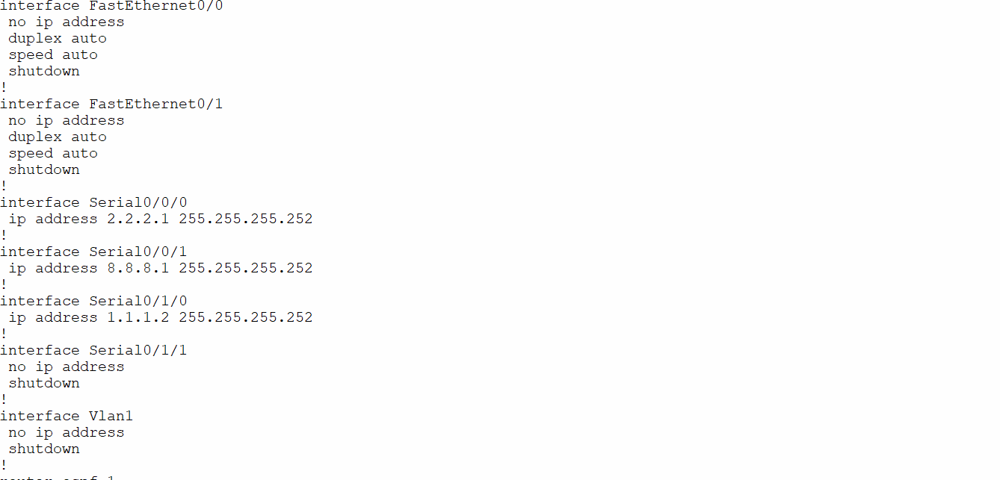 interface FastEthernet0/0
 no ip address
 duplex auto
 speed auto
 shutdown
!
interface FastEthernet0/1
 no ip address
 duplex auto
 speed auto
 shutdown
!
interface Serial0/0/0
 ip address 2.2.2.1 255.255.255.252
!
interface Serial0/0/1
 ip address 8.8.8.1 255.255.255.252
!
interface Serial0/1/0
 ip address 1.1.1.2 255.255.255.252
!
interface Serial0/1/1
 no ip address
 shutdown
!
interface Vlan1
 no ip address
 shutdown
!